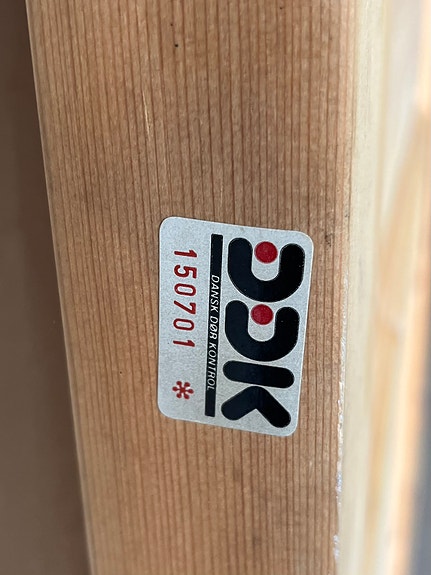 DDK
DANSK DØR KONTROL
150701 *